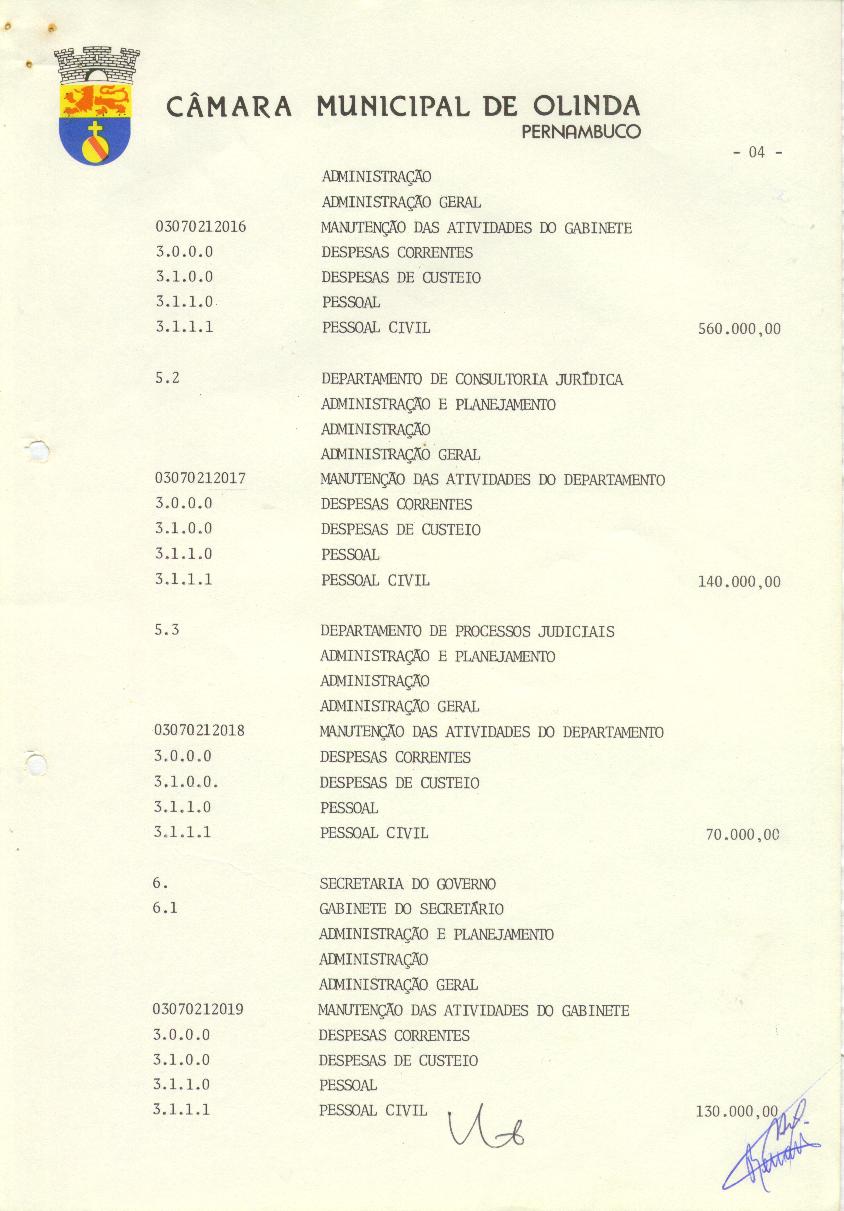 CÂMARA MUNICIPAL DE OLINDA
PERNAMBUCO
- 04 -
ADMINISTRAÇÃO
ADMINISTRAÇÃO GERAL
03070212016 MANUTENÇÃO DAS ATIVIDADES DO GABINETE
3.0.0.0 DESPESAS CORRENTES
3.1.0.0 DESPESAS DE CUSTEIO
3.1.1.0 PESSOAL
3.1.1.1 PESSOAL CIVIL 560.000,00
5.2 DEPARTAMENTO DE CONSULTORIA JURÍDICA
ADMINISTRAÇÃO E PLANEJAMENTO
ADMINISTRAÇÃO
ADMINISTRAÇÃO GERAL
03070212017 MANUTENÇÃO DAS ATIVIDADES DO DEPARTAMENTO
3.0.0.0 DESPESAS CORRENTES
3.1.0.0 DESPESAS DE CUSTEIO
3.1.1.0 PESSOAL
3.1.1.1 PESSOAL CIVIL 140.000,00
5.3 DEPARTAMENTO DE PROCESSOS JUDICIAIS
ADMINISTRAÇÃO E PLANEJAMENTO
ADMINISTRAÇÃO
ADMINISTRAÇÃO GERAL
03070212018 MANUTENÇÃO DAS ATIVIDADES DO DEPARTAMENTO
3.0.0.0 DESPESAS CORRENTES
3.1.0.0. DESPESAS DE CUSTEIO
3.1.1.0 PESSOAL
3.1.1.1 PESSOAL CIVIL 70.000,00
6. SECRETARIA DO GOVERNO
6.1 GABINETE DO SECRETÁRIO
ADMINISTRAÇÃO E PLANEJAMENTO
ADMINISTRAÇÃO
ADMINISTRAÇÃO GERAL
03070212019 MANUTENÇÃO DAS ATIVIDADES DO GABINETE
3.0.0.0 DESPESAS CORRENTES
3.1.0.0 DESPESAS DE CUSTEIO
3.1.1.0 PESSOAL
3.1.1.1 PESSOAL CIVIL 130.000,00